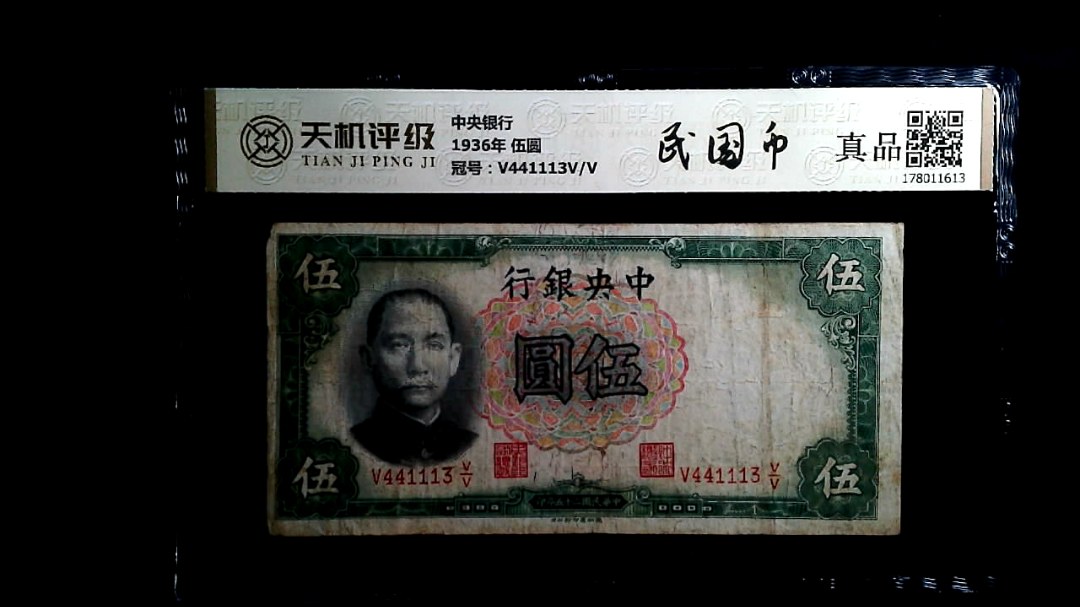 天机评级
TIAN JI PING JI
中央银行
1936年 伍圆
冠号：V441113V/V
民国币
真品
178011613
伍
行銀央中
伍
圓伍
伍
V441113 V/V
V441113 V/V
伍